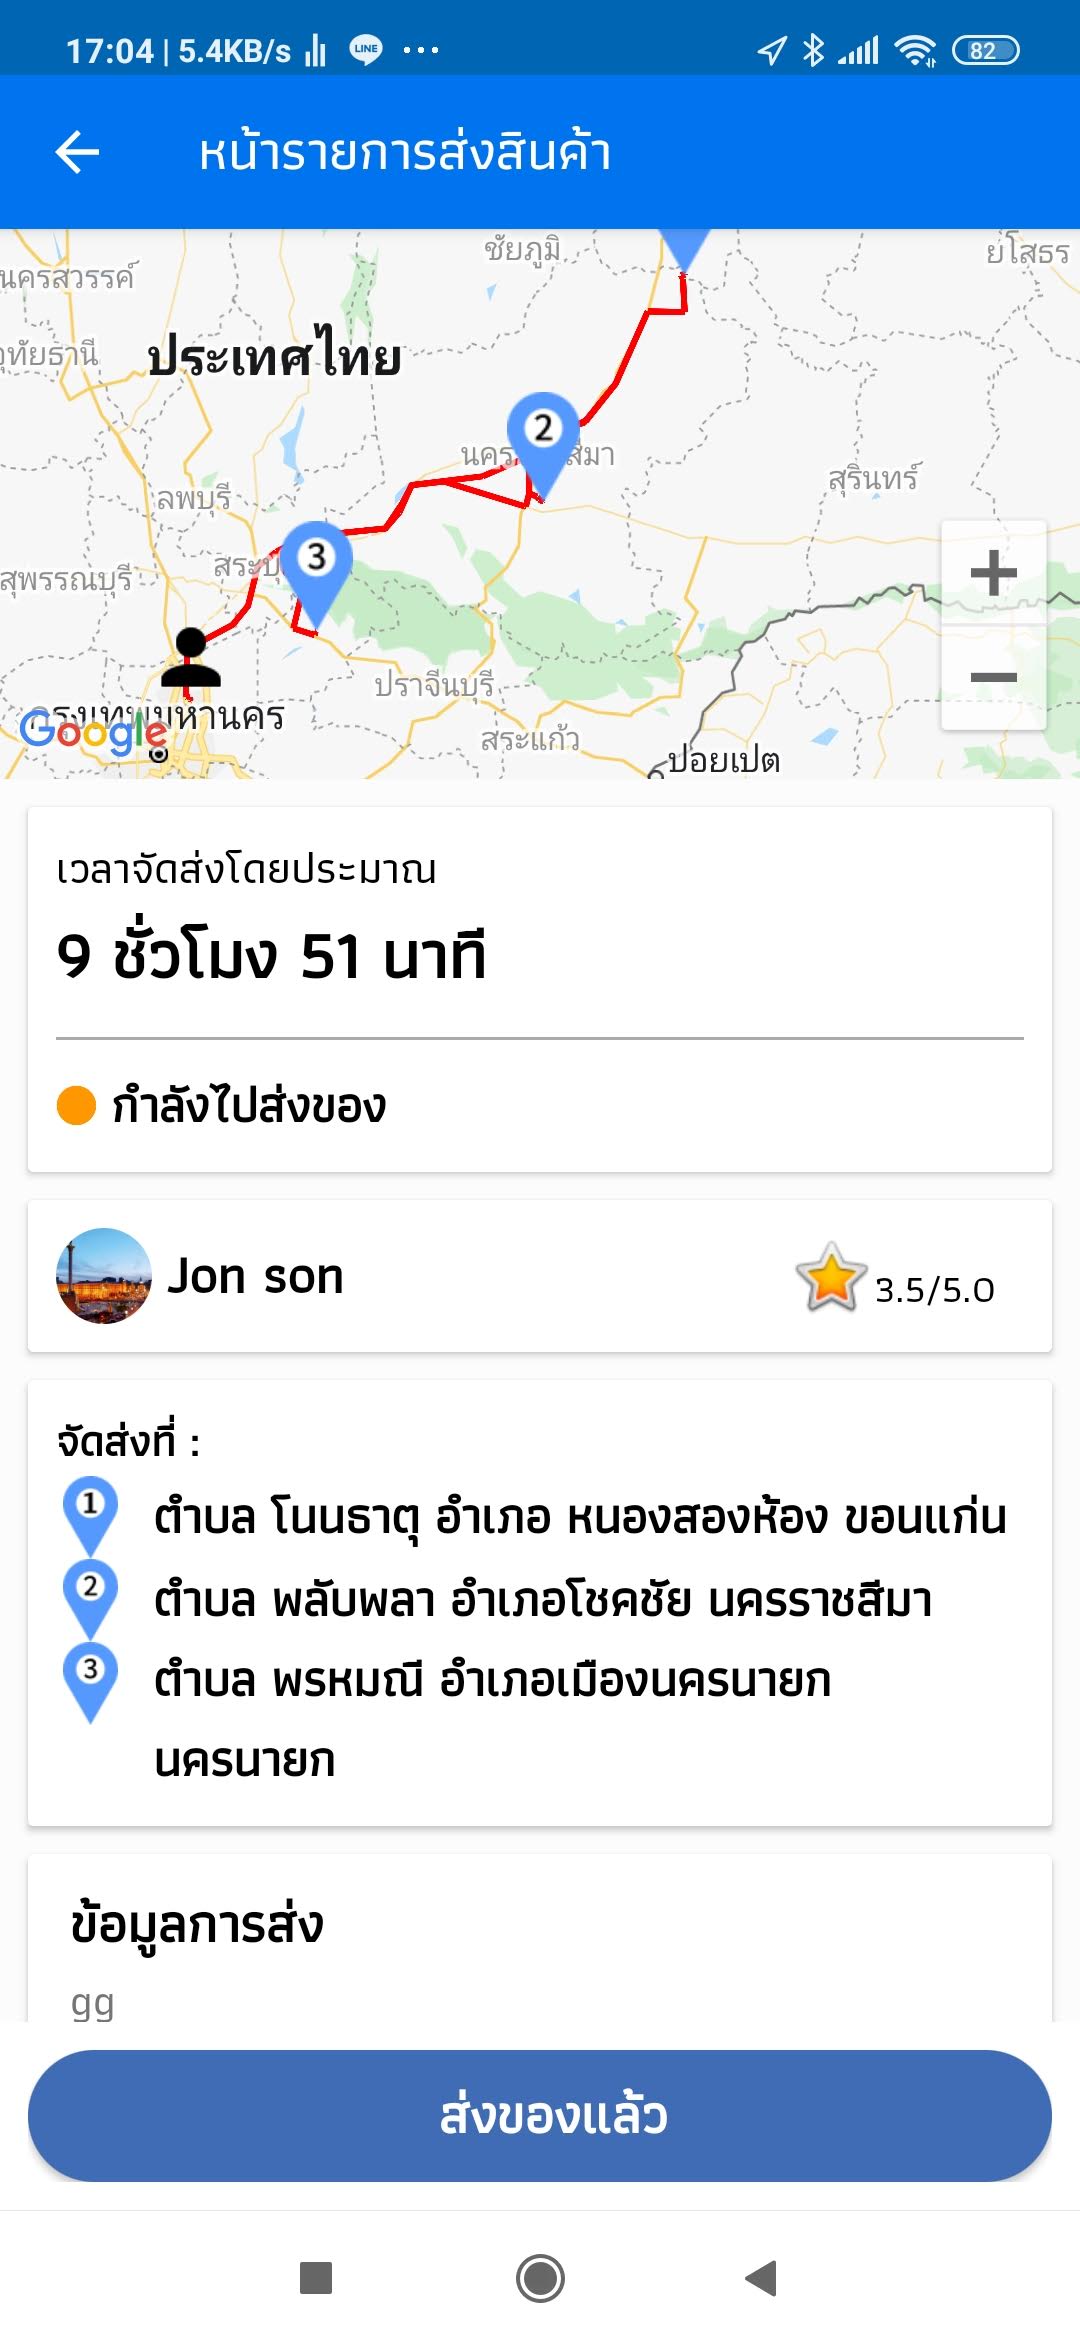 17:04 | 5.4KB/s LINE ... 82
หน้ารายการส่งสินค้า
ชัยภูมิ
ยโสธร
นครสวรรค์
อุทัยธานี
ประเทศไทย
นคร 2 สีมา
สุรินทร์
ลพบุรี
สระบุ 3
สุพรรณบุรี
+
ปราจีนบุรี
−
กรุงเทพมหานคร
Google
สระแก้ว
ปอยเปต
เวลาจัดส่งโดยประมาณ
9 ชั่วโมง 51 นาที
กำลังไปส่งของ
Jon son 3.5/5.0
จัดส่งที่ :
1 ตำบล โนนธาตุ อำเภอ หนองสองห้อง ขอนแก่น
2 ตำบล พลับพลา อำเภอโชคชัย นครราชสีมา
3 ตำบล พรหมณี อำเภอเมืองนครนายก
นครนายก
ข้อมูลการส่ง
gg
ส่งของแล้ว